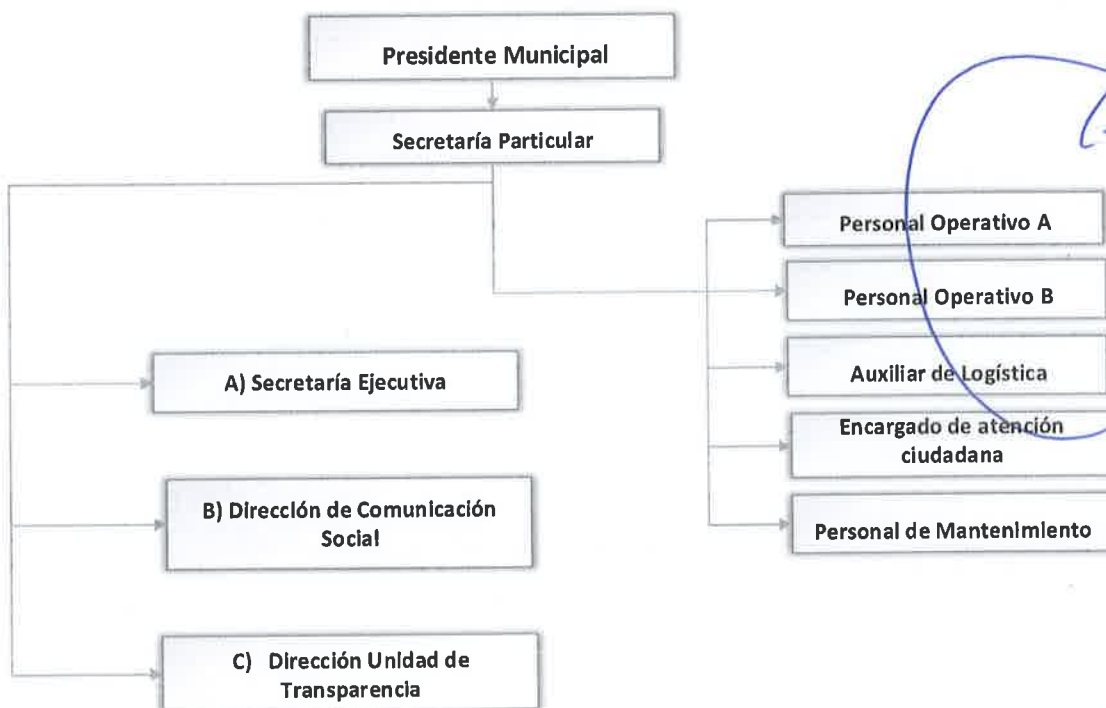 Presidente Municipal
Secretaría Particular
Personal Operativo A
Personal Operativo B
Auxiliar de Logística
Encargado de atención
ciudadana
Personal de Mantenimiento
A) Secretaría Ejecutiva
B) Dirección de Comunicación
Social
C) Dirección Unidad de
Transparencia